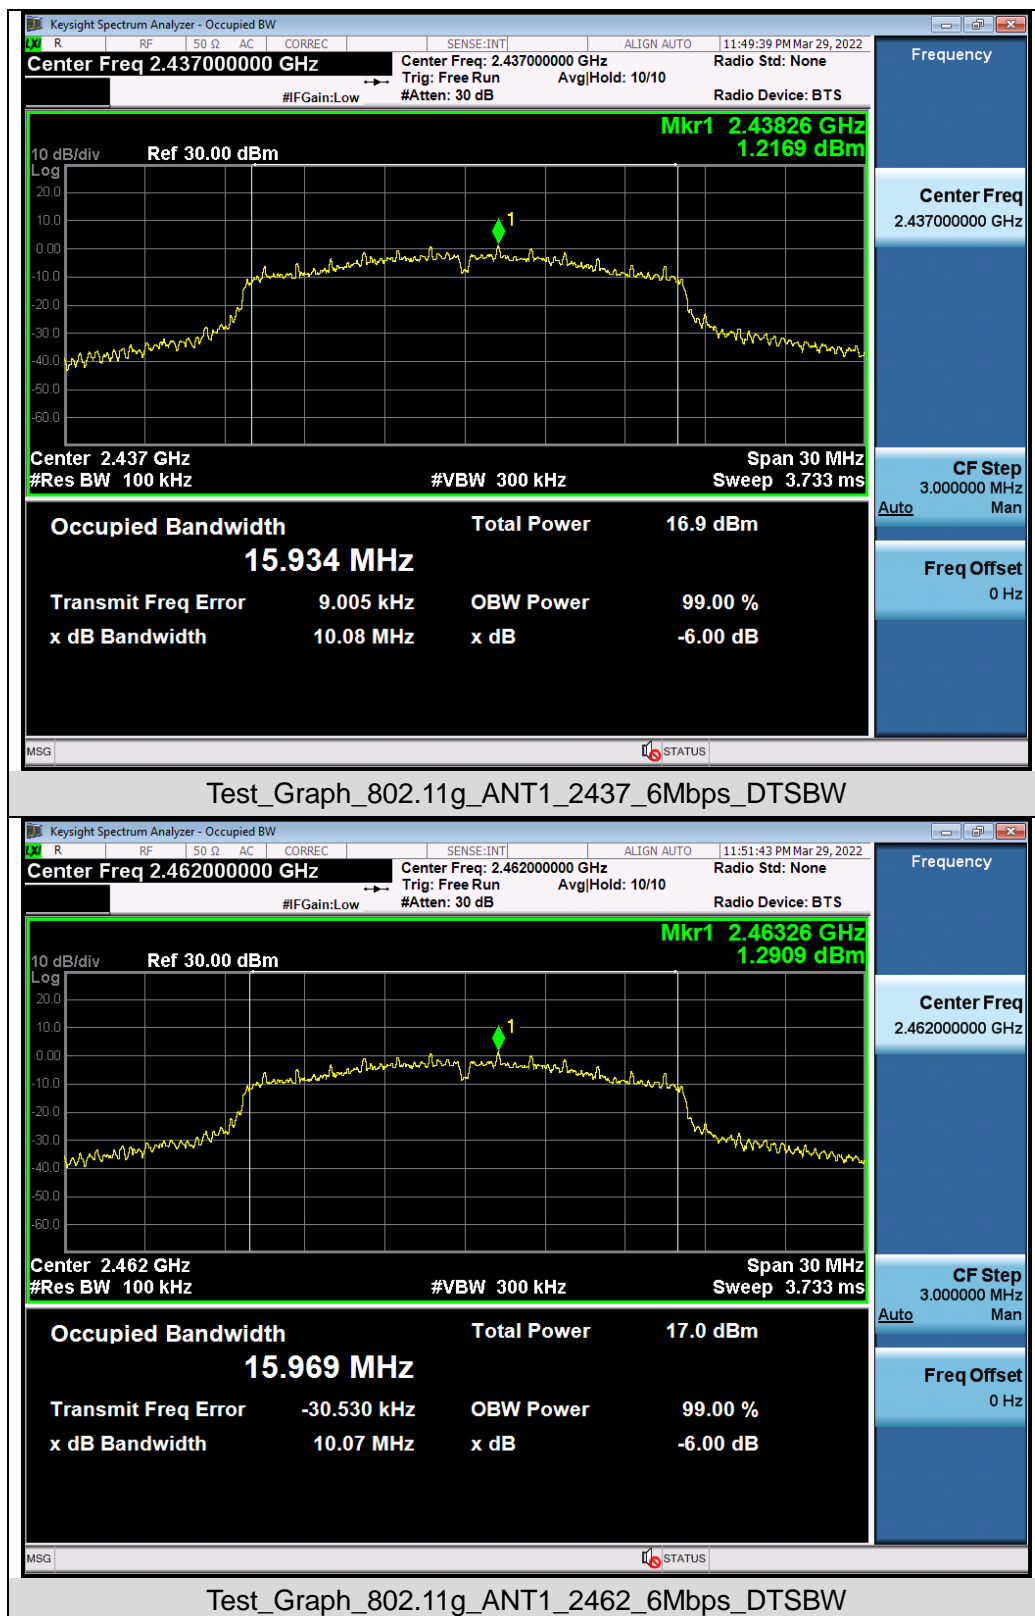 Keysight Spectrum Analyzer - Occupied BW
LXI R RF 50 Ω AC CORREC SENSE:INT ALIGN AUTO 11:49:39 PM Mar 29, 2022
Center Freq 2.437000000 GHz
Center Freq: 2.437000000 GHz Radio Std: None
Trig: Free Run Avg|Hold: 10/10
#IFGain:Low #Atten: 30 dB Radio Device: BTS
Frequency
Mkr1 2.43826 GHz
1.2169 dBm
10 dB/div Ref 30.00 dBm
Log
20.0
10.0
0.00
-10.0
-20.0
-30.0
-40.0
-50.0
-60.0
1
Center 2.437 GHz Span 30 MHz
#Res BW 100 kHz #VBW 300 kHz Sweep 3.733 ms
Center Freq
2.437000000 GHz
CF Step
3.000000 MHz
Auto Man
Freq Offset
0 Hz
Occupied Bandwidth Total Power 16.9 dBm
15.934 MHz
Transmit Freq Error 9.005 kHz OBW Power 99.00 %
x dB Bandwidth 10.08 MHz x dB -6.00 dB
MSG STATUS
Test_Graph_802.11g_ANT1_2437_6Mbps_DTSBW
Keysight Spectrum Analyzer - Occupied BW
LXI R RF 50 Ω AC CORREC SENSE:INT ALIGN AUTO 11:51:43 PM Mar 29, 2022
Center Freq 2.462000000 GHz
Center Freq: 2.462000000 GHz Radio Std: None
Trig: Free Run Avg|Hold: 10/10
#IFGain:Low #Atten: 30 dB Radio Device: BTS
Frequency
Mkr1 2.46326 GHz
1.2909 dBm
10 dB/div Ref 30.00 dBm
Log
20.0
10.0
0.00
-10.0
-20.0
-30.0
-40.0
-50.0
-60.0
1
Center 2.462 GHz Span 30 MHz
#Res BW 100 kHz #VBW 300 kHz Sweep 3.733 ms
Center Freq
2.462000000 GHz
CF Step
3.000000 MHz
Auto Man
Freq Offset
0 Hz
Occupied Bandwidth Total Power 17.0 dBm
15.969 MHz
Transmit Freq Error -30.530 kHz OBW Power 99.00 %
x dB Bandwidth 10.07 MHz x dB -6.00 dB
MSG STATUS
Test_Graph_802.11g_ANT1_2462_6Mbps_DTSBW